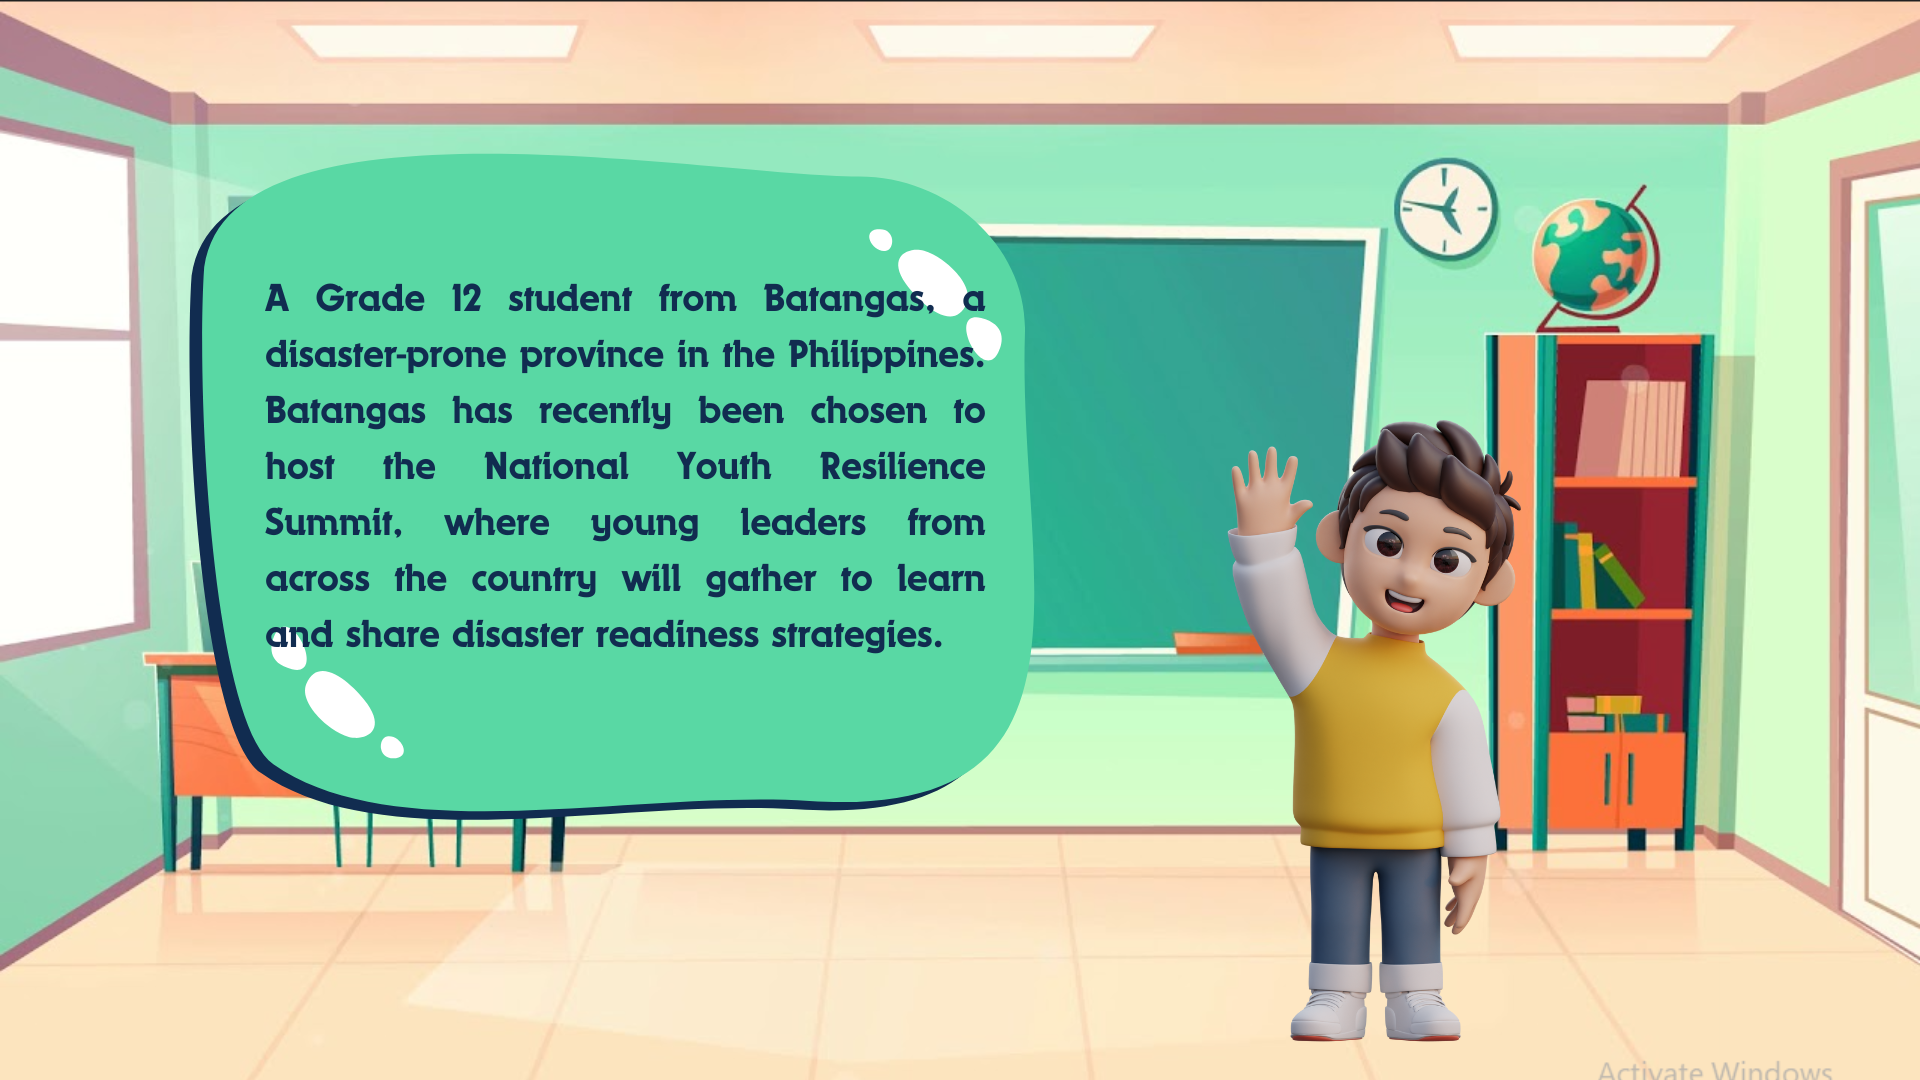 A Grade 12 student from Batangas, a
disaster-prone province in the Philippines.
Batangas has recently been chosen to
host the National Youth Resilience
Summit, where young leaders from
across the country will gather to learn
and share disaster readiness strategies.
Activate Windows